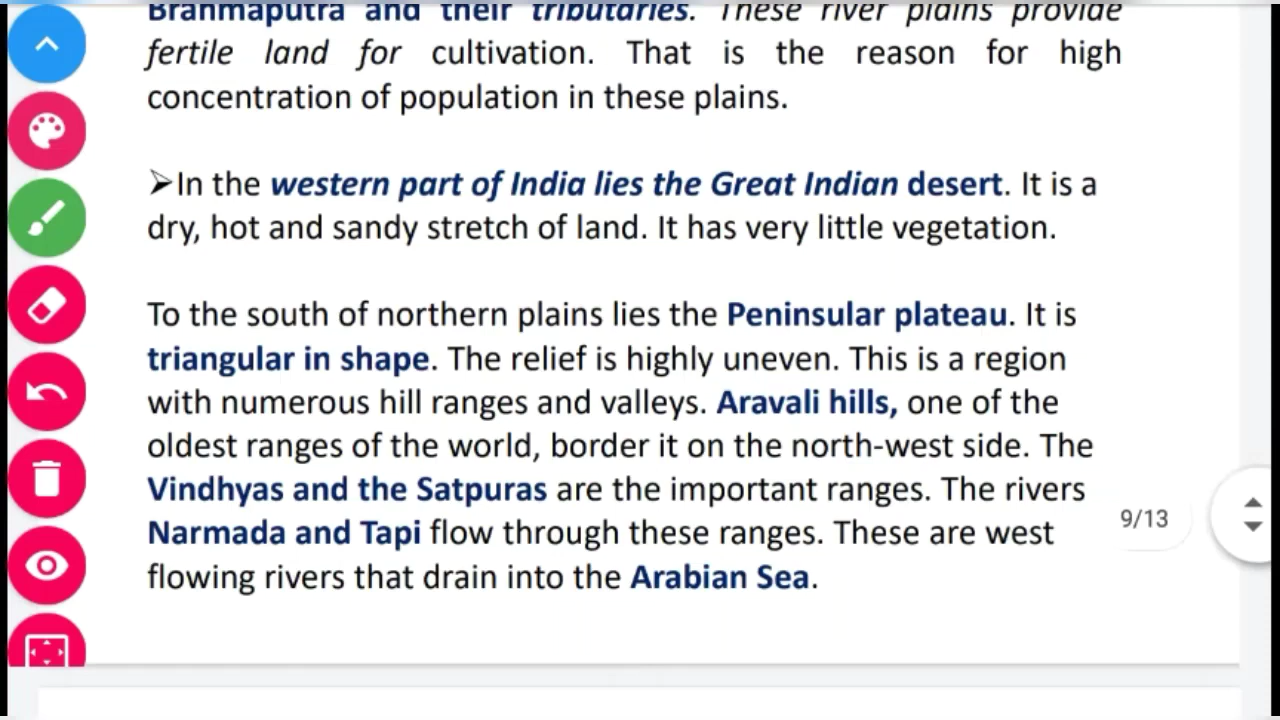 Brahmaputra and their tributaries. These river plains provide
fertile land for cultivation. That is the reason for high
concentration of population in these plains.
➢In the western part of India lies the Great Indian desert. It is a
dry, hot and sandy stretch of land. It has very little vegetation.
To the south of northern plains lies the Peninsular plateau. It is
triangular in shape. The relief is highly uneven. This is a region
with numerous hill ranges and valleys. Aravali hills, one of the
oldest ranges of the world, border it on the north-west side. The
Vindhyas and the Satpuras are the important ranges. The rivers
Narmada and Tapi flow through these ranges. These are west
flowing rivers that drain into the Arabian Sea.
9/13